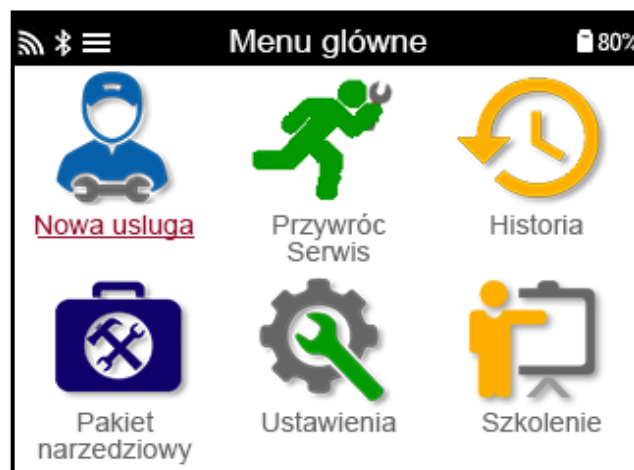 Menu glówne
80%
Nowa usluga
Przywróc
Serwis
Historia
Pakiet
narzedziowy
Ustawienia
Szkolenie